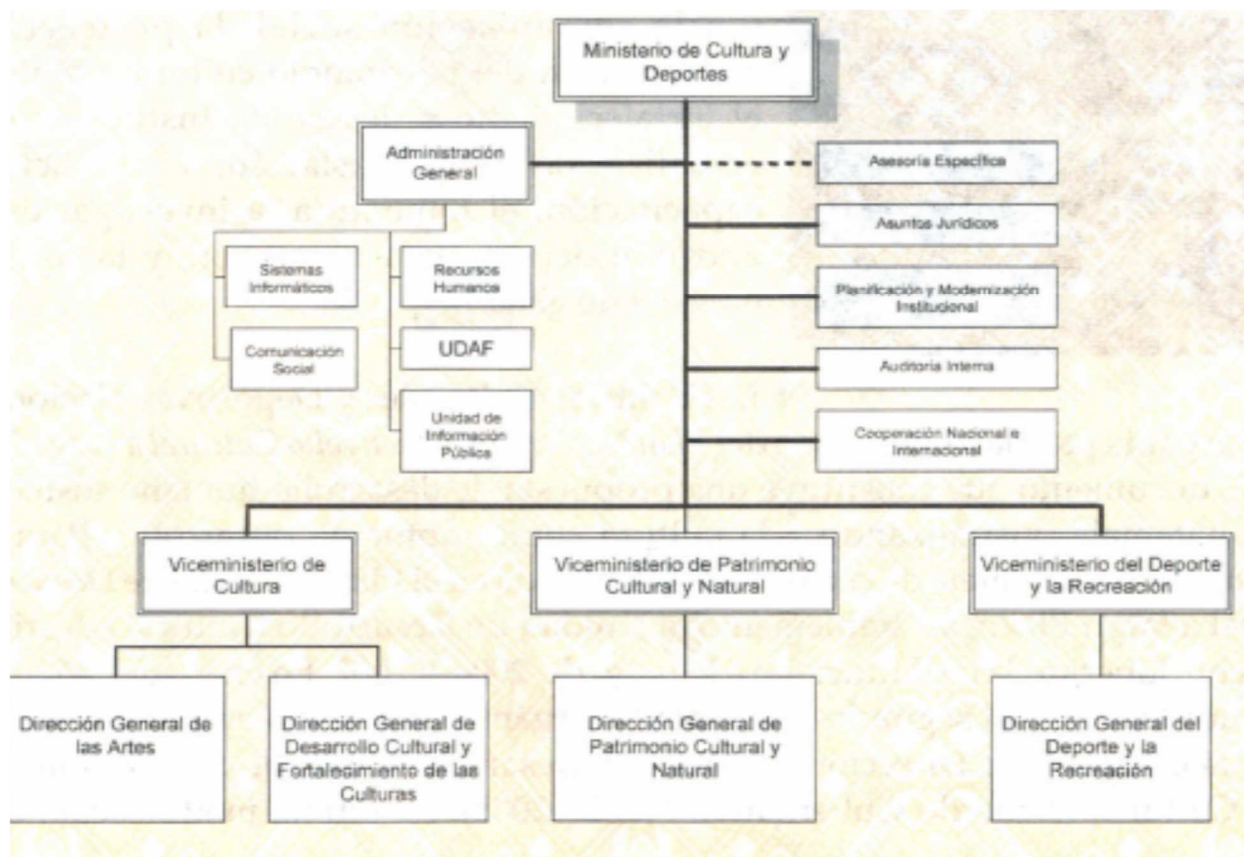 Ministerio de Cultura y
Deportes
Administración
General
Asesoría Específica
Asuntos Jurídicos
Sistemas
Informáticos
Recursos
Humanos
Planificación y Modernización
Institucional
Comunicación
Social
UDAF
Auditoría Interna
Unidad de
Información
Pública
Cooperación Nacional e
Internacional
Viceministerio de
Cultura
Viceministerio de Patrimonio
Cultural y Natural
Viceministerio del Deporte
y la Recreación
Dirección General de
las Artes
Dirección General de
Desarrollo Cultural y
Fortalecimiento de las
Culturas
Dirección General de
Patrimonio Cultural y
Natural
Dirección General del
Deporte y la
Recreación